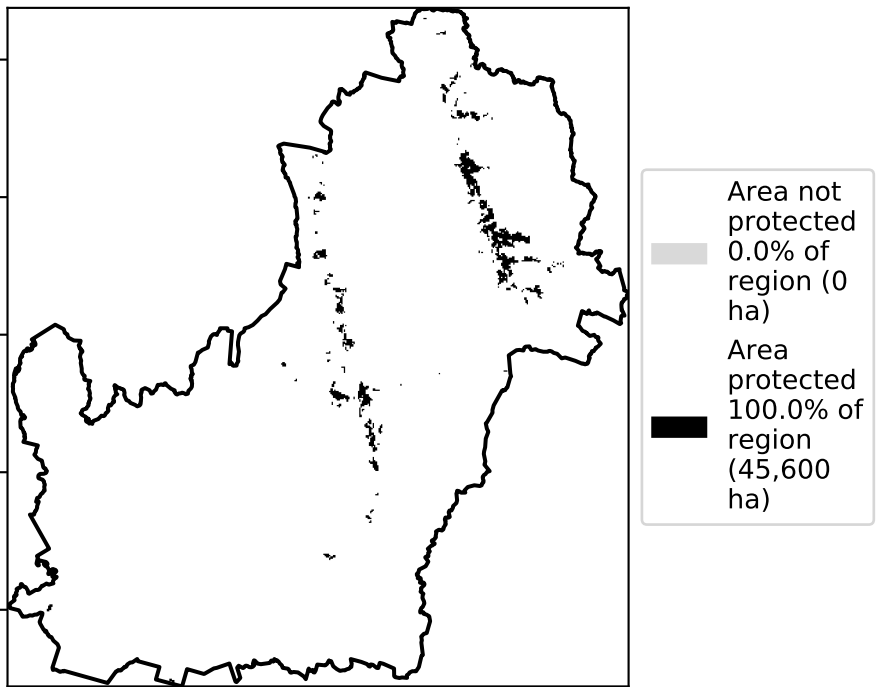 Area not
protected
0.0% of
region (0
ha)
Area
protected
100.0% of
region
(45,600
ha)